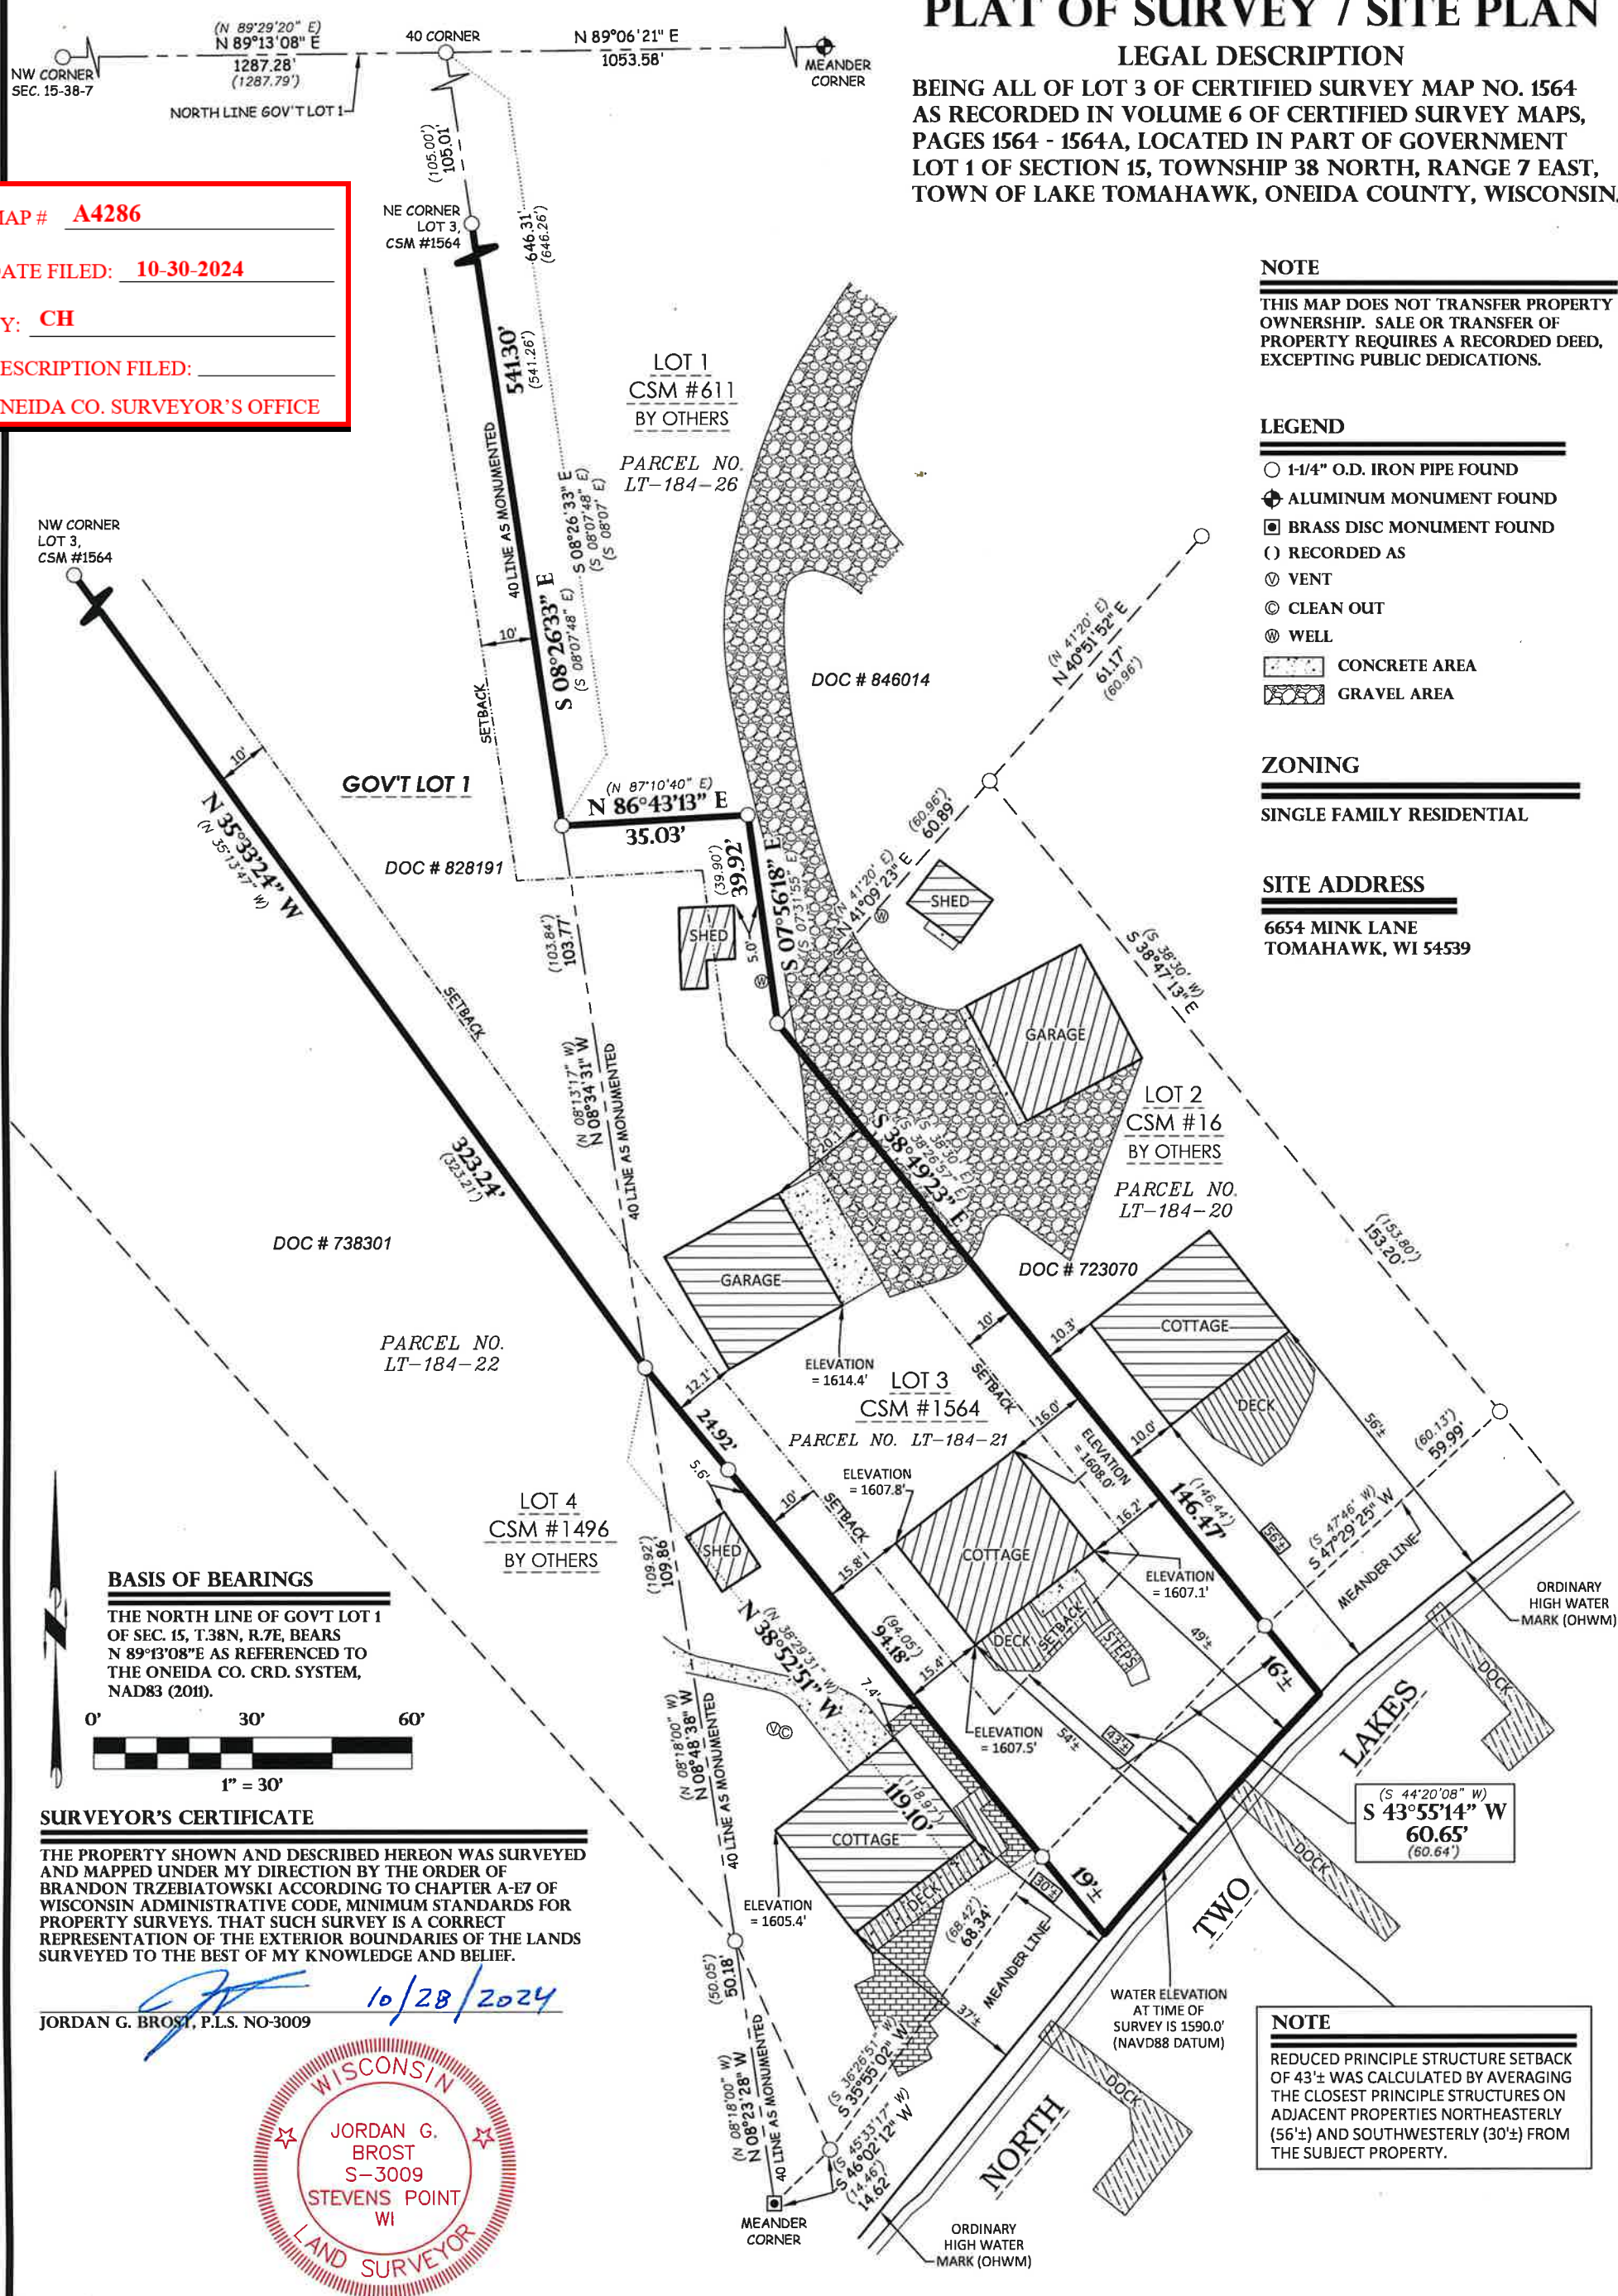 PLAT OF SURVEY / SITE PLAN
LEGAL DESCRIPTION
BEING ALL OF LOT 3 OF CERTIFIED SURVEY MAP NO. 1564
AS RECORDED IN VOLUME 6 OF CERTIFIED SURVEY MAPS,
PAGES 1564 - 1564A, LOCATED IN PART OF GOVERNMENT
LOT 1 OF SECTION 15, TOWNSHIP 38 NORTH, RANGE 7 EAST,
TOWN OF LAKE TOMAHAWK, ONEIDA COUNTY, WISCONSIN.
(N 89°29'20" E)
N 89°13'08" E
1287.28'
(1287.79')
NW CORNER
SEC. 15-38-7
NORTH LINE GOV'T LOT 1
40 CORNER
N 89°06'21" E
1053.58'
MEANDER
CORNER
(105.00')
105.01'
MAP # A4286
DATE FILED: 10-30-2024
BY: CH
DESCRIPTION FILED:
ONEIDA CO. SURVEYOR'S OFFICE
NE CORNER
LOT 3,
CSM #1564
646.31'
(646.26')
541.30'
(541.26')
40 LINE AS MONUMENTED
LOT 1
CSM #611
BY OTHERS
PARCEL NO.
LT-184-26
S 08°26'33" E
(S 08°07'48" E)
(S 08°07' E)
S 08°26'33" E
(S 08°07'48" E)
10'
SETBACK
NOTE
THIS MAP DOES NOT TRANSFER PROPERTY
OWNERSHIP. SALE OR TRANSFER OF
PROPERTY REQUIRES A RECORDED DEED,
EXCEPTING PUBLIC DEDICATIONS.
LEGEND
1-1/4" O.D. IRON PIPE FOUND
ALUMINUM MONUMENT FOUND
BRASS DISC MONUMENT FOUND
() RECORDED AS
V VENT
C CLEAN OUT
W WELL
CONCRETE AREA
GRAVEL AREA
ZONING
SINGLE FAMILY RESIDENTIAL
SITE ADDRESS
6654 MINK LANE
TOMAHAWK, WI 54539
NW CORNER
LOT 3,
CSM #1564
10'
N 35°33'24" W
(N 35°13'47" W)
GOV'T LOT 1
DOC # 828191
DOC # 846014
(N 41°20' E)
N 40°51'52" E
61.17'
(60.96')
(N 87°10'40" E)
N 86°43'13" E
35.03'
(39.90')
39.92'
S 07°56'18" E
(S 07°31'55" E)
(60.96')
60.89'
(N 41°20' E)
N 41°09'23" E
W
SHED
SHED
5.0'
W
(103.84')
103.77'
SETBACK
(S 38°30' W)
S 38°47'13" E
GARAGE
(N 08°13'17" W)
N 08°34'31" W
40 LINE AS MONUMENTED
LOT 2
CSM #16
BY OTHERS
PARCEL NO.
LT-184-20
S 38°49'23" E
(S 38°26'57" E)
(S 38°30' E)
20.1'
323.24'
(323.21')
DOC # 738301
PARCEL NO.
LT-184-22
(153.80')
153.20'
DOC # 723070
GARAGE
10'
10.3'
COTTAGE
ELEVATION
= 1614.4'
LOT 3
CSM #1564
PARCEL NO. LT-184-21
SETBACK
12.1'
16.0'
DECK
24.92'
10.0'
ELEVATION
= 1608.0'
56'±
(60.13')
59.99'
5.6'
ELEVATION
= 1607.8'
10'
SETBACK
(146.44')
146.47'
LOT 4
CSM #1496
BY OTHERS
SHED
16.2'
56'±
(S 47°46' W)
S 47°29'25" W
MEANDER LINE
(109.92')
109.86
15.8'
COTTAGE
ELEVATION
= 1607.1'
ORDINARY
HIGH WATER
MARK (OHWM)
BASIS OF BEARINGS
THE NORTH LINE OF GOV'T LOT 1
OF SEC. 15, T.38N, R.7E, BEARS
N 89°13'08"E AS REFERENCED TO
THE ONEIDA CO. CRD. SYSTEM,
NAD83 (2011).
0' 30' 60'
1" = 30'
N 38°52'51" W
(N 38°29'31" W)
(94.05')
94.18'
DECK
SETBACK
STEPS
49'±
15.4'
7.4'
16'±
DOCK
VC
(N 08°18'00" W)
N 08°48'38" W
40 LINE AS MONUMENTED
ELEVATION
= 1607.5'
54'±
43'±
LAKES
(S 44°20'08" W)
S 43°55'14" W
60.65'
(60.64')
(118.97')
119.10'
COTTAGE
DECK
DOCK
TWO
ELEVATION
= 1605.4'
30'±
19'±
(68.42')
68.34'
MEANDER LINE
SURVEYOR'S CERTIFICATE
THE PROPERTY SHOWN AND DESCRIBED HEREON WAS SURVEYED
AND MAPPED UNDER MY DIRECTION BY THE ORDER OF
BRANDON TRZEBIATOWSKI ACCORDING TO CHAPTER A-E7 OF
WISCONSIN ADMINISTRATIVE CODE, MINIMUM STANDARDS FOR
PROPERTY SURVEYS. THAT SUCH SURVEY IS A CORRECT
REPRESENTATION OF THE EXTERIOR BOUNDARIES OF THE LANDS
SURVEYED TO THE BEST OF MY KNOWLEDGE AND BELIEF.
10/28/2024
JORDAN G. BROST, P.L.S. NO-3009
WISCONSIN
JORDAN G.
BROST
S-3009
STEVENS POINT
WI
LAND SURVEYOR
(50.05')
50.18'
37'±
WATER ELEVATION
AT TIME OF
SURVEY IS 1590.0'
(NAVD88 DATUM)
(S 36°26'51" W)
S 35°55'02" W
(N 08°18'00" W)
N 08°23'28" W
40 LINE AS MONUMENTED
(S 45°33'17" W)
S 46°02'12" W
(14.46')
14.62'
DOCK
NORTH
MEANDER
CORNER
ORDINARY
HIGH WATER
MARK (OHWM)
NOTE
REDUCED PRINCIPLE STRUCTURE SETBACK
OF 43'± WAS CALCULATED BY AVERAGING
THE CLOSEST PRINCIPLE STRUCTURES ON
ADJACENT PROPERTIES NORTHEASTERLY
(56'±) AND SOUTHWESTERLY (30'±) FROM
THE SUBJECT PROPERTY.